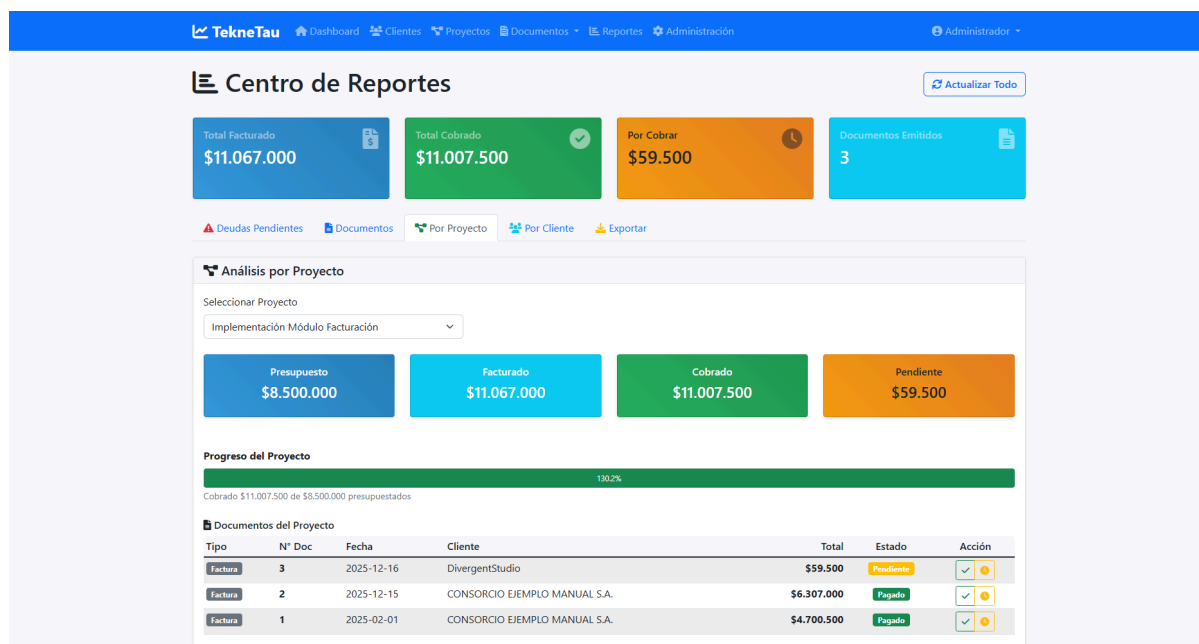 TekneTau Dashboard Clientes Proyectos Documentos Reportes Administración Administrador
Centro de Reportes
Actualizar Todo
Total Facturado
$11.067.000
Total Cobrado
$11.007.500
Por Cobrar
$59.500
Documentos Emitidos
3
Deudas Pendientes Documentos Por Proyecto Por Cliente Exportar
Análisis por Proyecto
Seleccionar Proyecto
Implementación Módulo Facturación
Presupuesto
$8.500.000
Facturado
$11.067.000
Cobrado
$11.007.500
Pendiente
$59.500
Progreso del Proyecto
130.2%
Cobrado $11.007.500 de $8.500.000 presupuestados
Documentos del Proyecto
Tipo N° Doc Fecha Cliente Total Estado Acción
Factura 3 2025-12-16 DivergentStudio $59.500 Pendiente
Factura 2 2025-12-15 CONSORCIO EJEMPLO MANUAL S.A. $6.307.000 Pagado
Factura 1 2025-02-01 CONSORCIO EJEMPLO MANUAL S.A. $4.700.500 Pagado